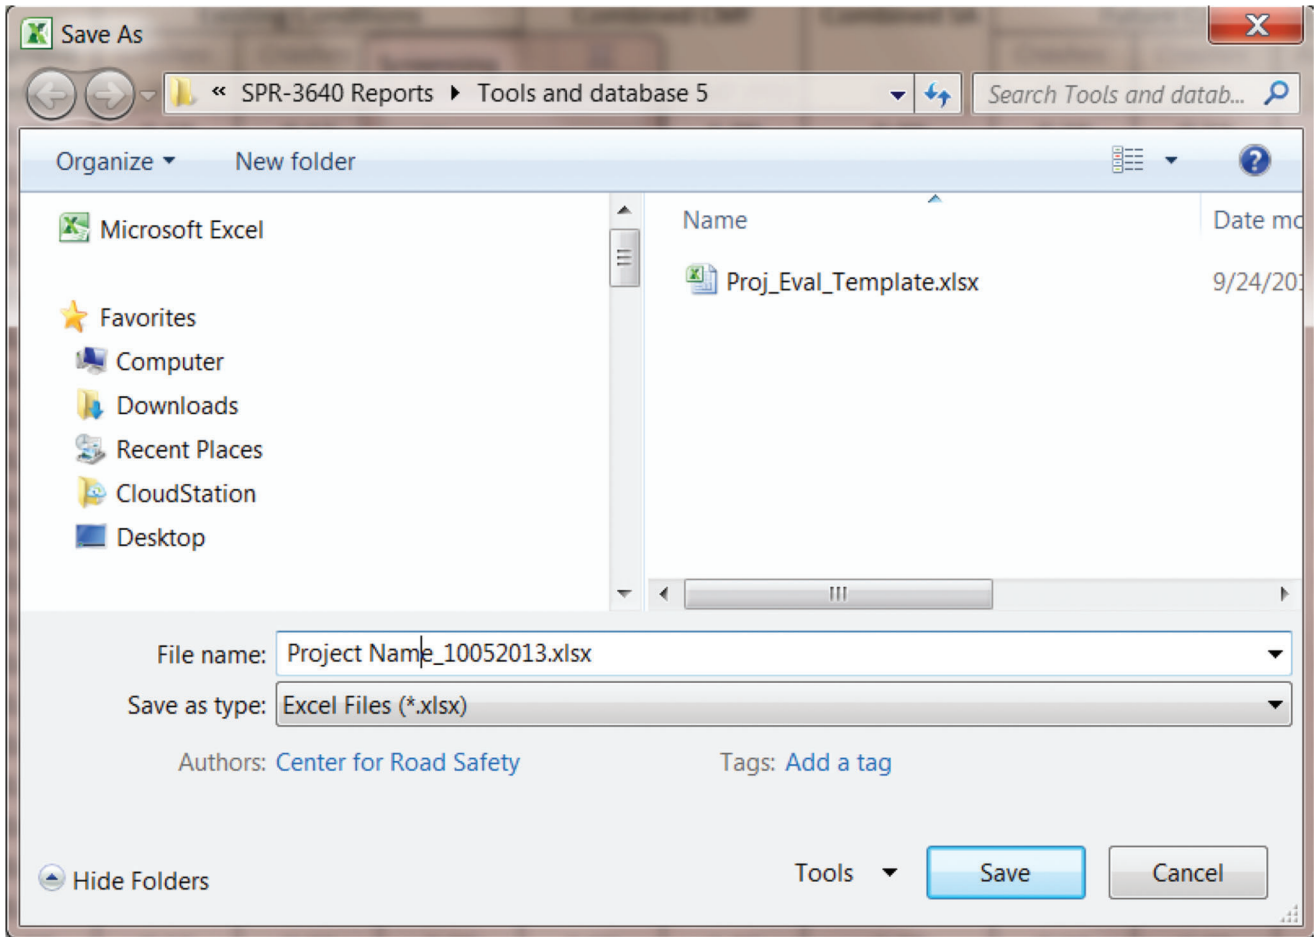 Save As
« SPR-3640 Reports ▸ Tools and database 5
Search Tools and datab...
Organize
New folder
Microsoft Excel
Favorites
Computer
Downloads
Recent Places
CloudStation
Desktop
Name
Date mo
Proj_Eval_Template.xlsx
9/24/201
File name: Project Name_10052013.xlsx
Save as type: Excel Files (*.xlsx)
Authors: Center for Road Safety
Tags: Add a tag
Hide Folders
Tools
Save
Cancel